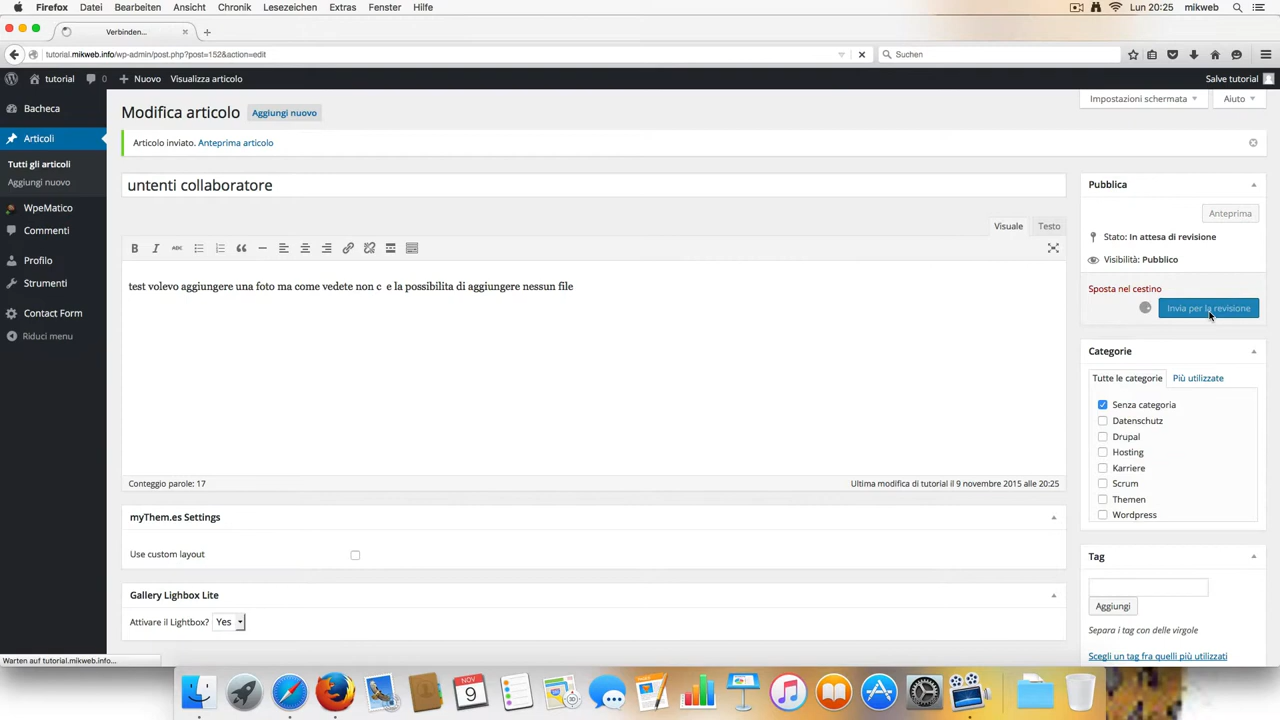 Firefox Datei Bearbeiten Ansicht Chronik Lesezeichen Extras Fenster Hilfe Lun 20:25 mikweb
Verbinden...
tutorial.mikweb.info/wp-admin/post.php?post=152&action=edit Suchen
tutorial 0 Nuovo Visualizza articolo Salve tutorial
Bacheca
Articoli
Tutti gli articoli
Aggiungi nuovo
WpeMatico
Commenti
Profilo
Strumenti
Contact Form
Riduci menu
Modifica articolo Aggiungi nuovo
Impostazioni schermata Aiuto
Articolo inviato. Anteprima articolo
untenti collaboratore
Visuale Testo
B I ABC
test volevo aggiungere una foto ma come vedete non c e la possibilita di aggiungere nessun file
Conteggio parole: 17 Ultima modifica di tutorial il 9 novembre 2015 alle 20:25
myThem.es Settings
Use custom layout
Gallery Lighbox Lite
Attivare il Lightbox? Yes
Pubblica
Anteprima
Stato: In attesa di revisione
Visibilità: Pubblico
Sposta nel cestino
Invia per la revisione
Categorie
Tutte le categorie Più utilizzate
Senza categoria
Datenschutz
Drupal
Hosting
Karriere
Scrum
Themen
Wordpress
Tag
Aggiungi
Separa i tag con delle virgole
Scegli un tag fra quelli più utilizzati
Warten auf tutorial.mikweb.info...
NOV
9